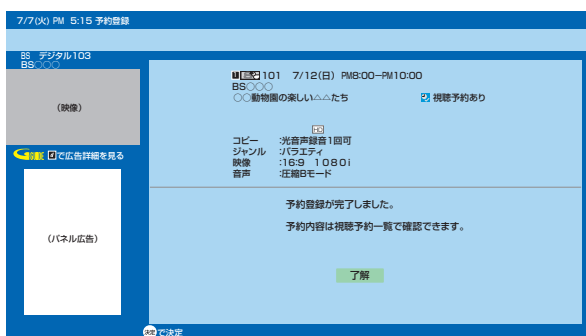 7/7(火) PM 5:15 予約登録
BS デジタル103
BS○○○
(映像)
GUIDE dで広告詳細を見る
(パネル広告)
101 7/12(日) PM8:00-PM10:00
BS○○○
○○動物園の楽しい△△たち 視聴予約あり
HD
コピー :光音声録音1回可
ジャンル :バラエティ
映像 :16:9 1080i
音声 :圧縮Bモード
予約登録が完了しました。
予約内容は視聴予約一覧で確認できます。
了解
決定で決定